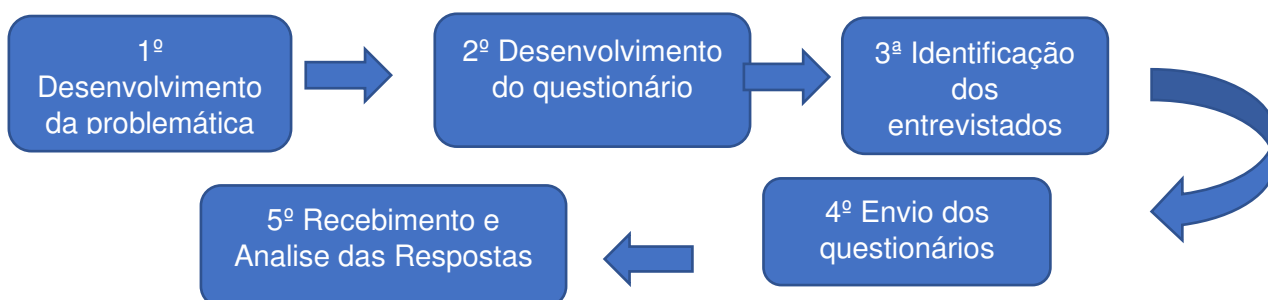 1º
Desenvolvimento
da problemática
2º Desenvolvimento
do questionário
3ª Identificação
dos
entrevistados
4º Envio dos
questionários
5º Recebimento e
Analise das Respostas